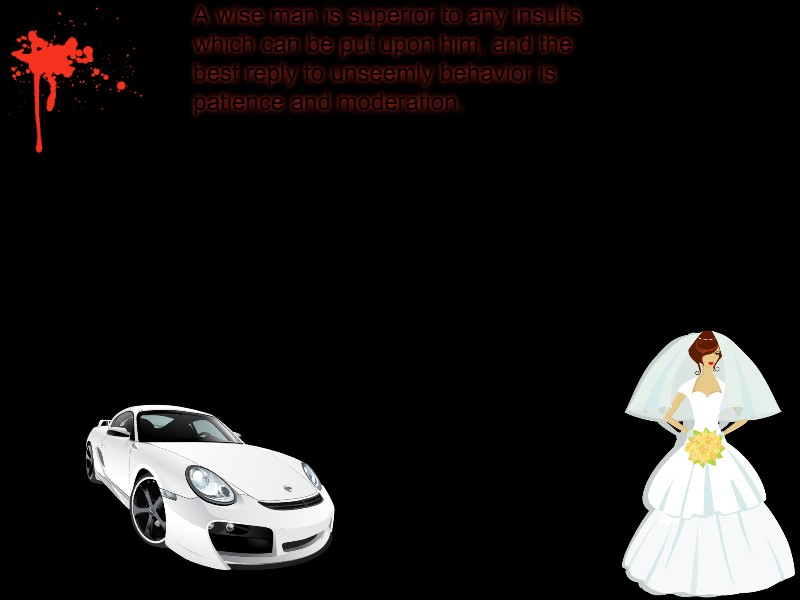 A wise man is superior to any insults
which can be put upon him, and the
best reply to unseemly behavior is
patience and moderation.